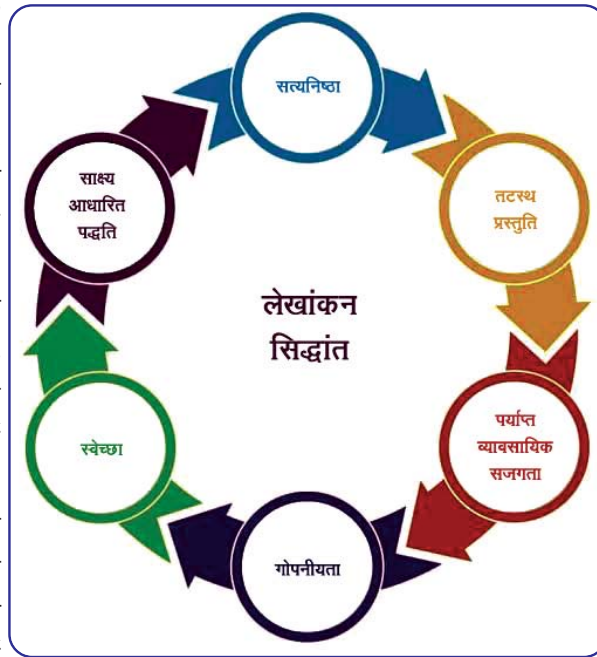 सत्यनिष्ठा
तटस्थ
प्रस्तुति
पर्याप्त
व्यावसायिक
सजगता
गोपनीयता
स्वेच्छा
साक्ष्य
आधारित
पद्धति
लेखांकन
सिद्धांत